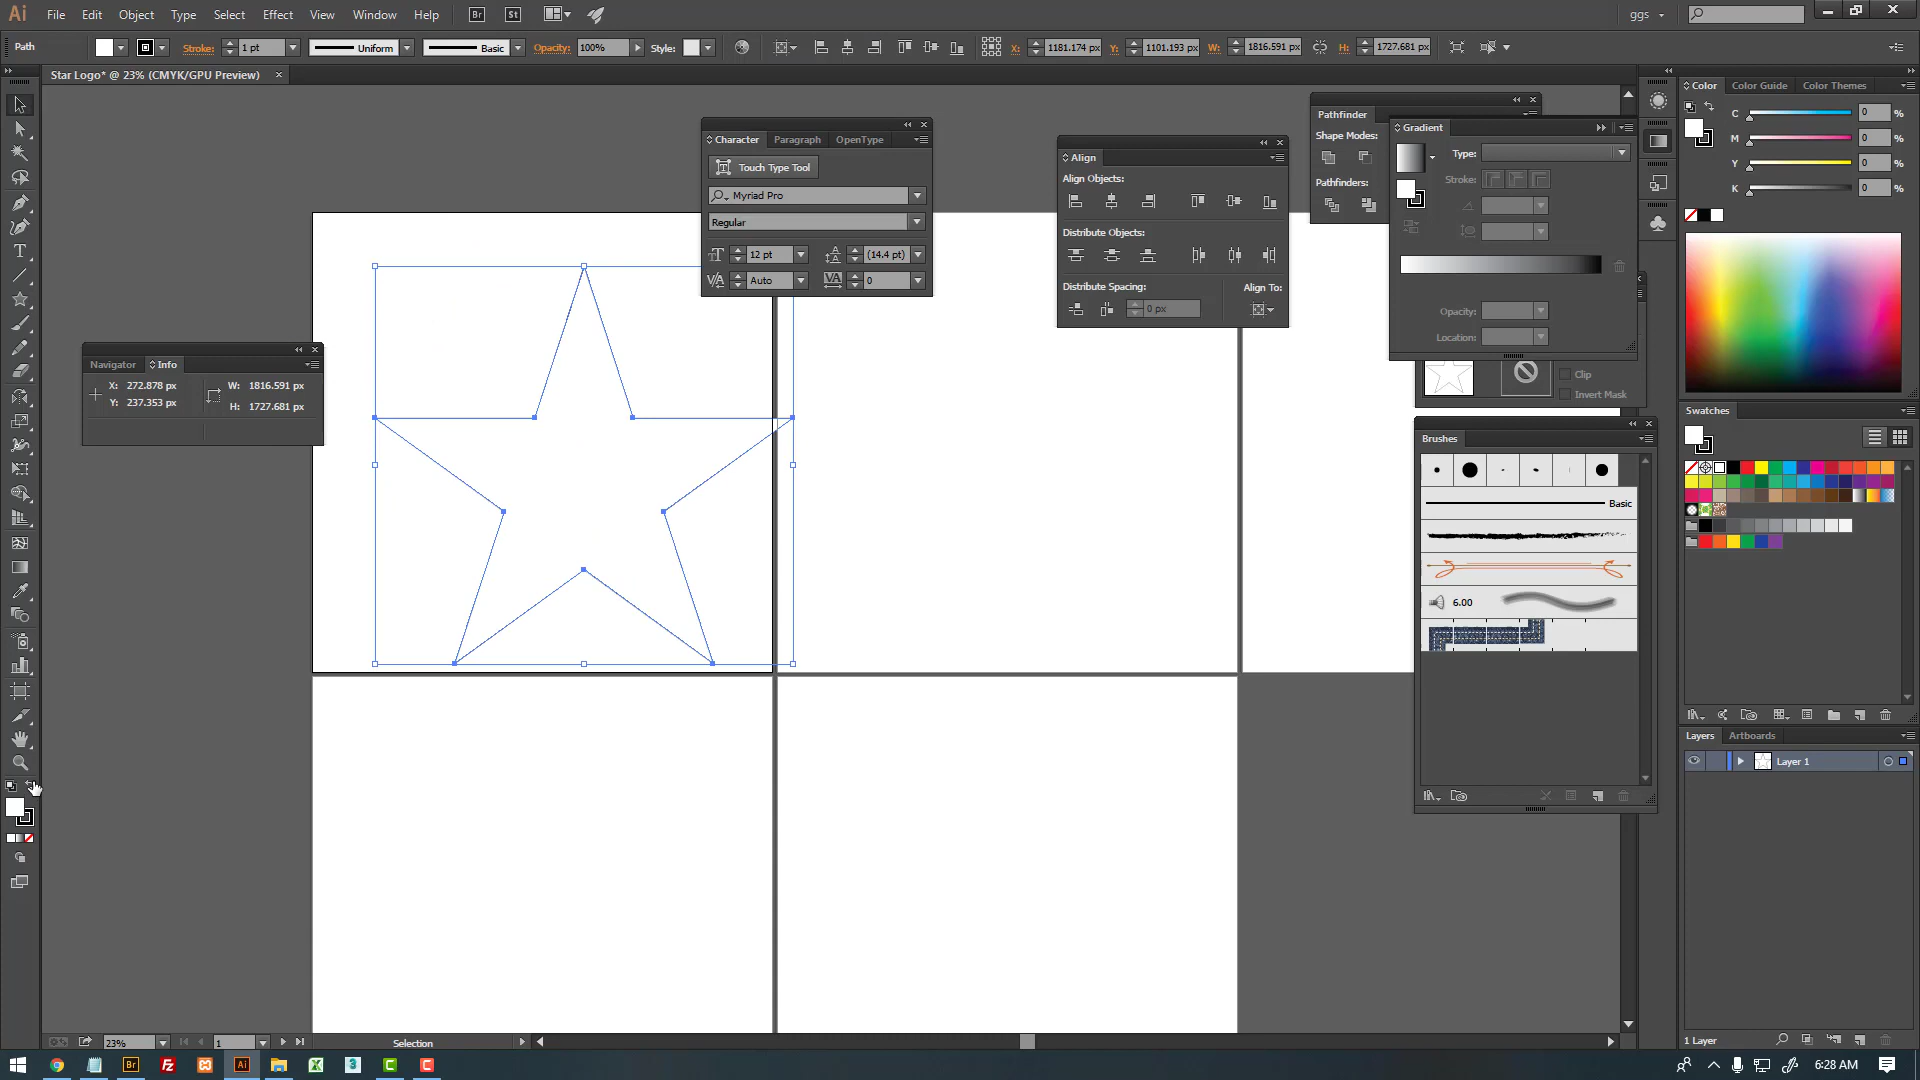 Ai File Edit Object Type Select Effect View Window Help Br St ggs
Path Stroke: 1 pt Uniform Basic Opacity: 100% Style: X: 1181.174 px Y: 1101.193 px W: 1816.591 px H: 1727.681 px
Star Logo* @ 23% (CMYK/GPU Preview)
Character Paragraph OpenType
Touch Type Tool
Myriad Pro
Regular
12 pt (14.4 pt)
Auto 0
Align
Align Objects:
Distribute Objects:
Distribute Spacing: Align To:
0 px
Pathfinder
Shape Modes:
Pathfinders:
Gradient
Type:
Stroke:
Opacity:
Location:
Clip
Invert Mask
Navigator Info
X: 272.878 px W: 1816.591 px
Y: 237.353 px H: 1727.681 px
Brushes
Basic
6.00
Color Color Guide Color Themes
C 0 %
M 0 %
Y 0 %
K 0 %
Swatches
Layers Artboards
Layer 1
1 Layer
23% 1 Selection
Br Fz Ai 6:28 AM